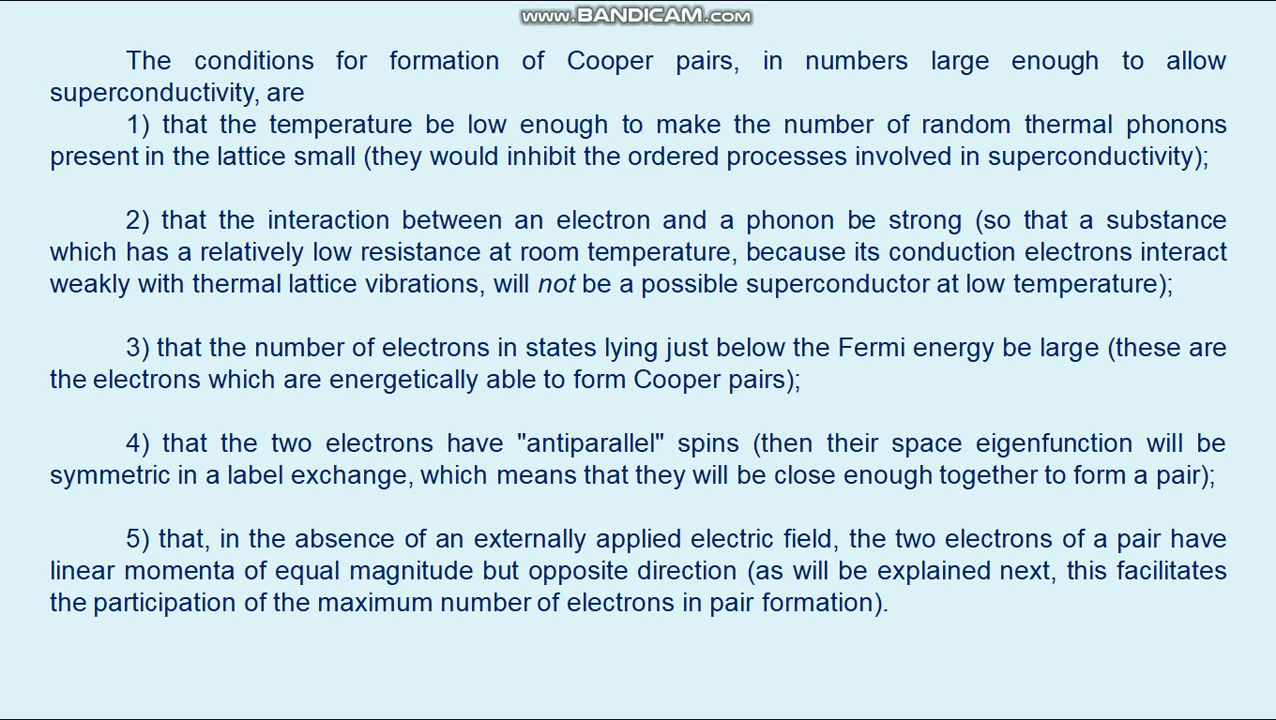 www.BANDICAM.com
The conditions for formation of Cooper pairs, in numbers large enough to allow
superconductivity, are
1) that the temperature be low enough to make the number of random thermal phonons
present in the lattice small (they would inhibit the ordered processes involved in superconductivity);
2) that the interaction between an electron and a phonon be strong (so that a substance
which has a relatively low resistance at room temperature, because its conduction electrons interact
weakly with thermal lattice vibrations, will not be a possible superconductor at low temperature);
3) that the number of electrons in states lying just below the Fermi energy be large (these are
the electrons which are energetically able to form Cooper pairs);
4) that the two electrons have "antiparallel" spins (then their space eigenfunction will be
symmetric in a label exchange, which means that they will be close enough together to form a pair);
5) that, in the absence of an externally applied electric field, the two electrons of a pair have
linear momenta of equal magnitude but opposite direction (as will be explained next, this facilitates
the participation of the maximum number of electrons in pair formation).